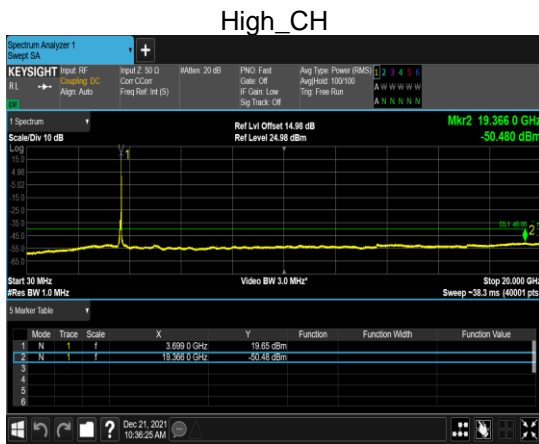 High_CH
Spectrum Analyzer 1
Swept SA
KEYSIGHT Input: RF Input Z: 50 Ω #Atten: 20 dB PNO: Fast Avg Type: Power (RMS) 1 2 3 4 5 6
RL Coupling: DC Corr CCorr Gate: Off Avg|Hold: 100/100 A W W W W W
Align: Auto Freq Ref: Int (S) IF Gain: Low Trig: Free Run
Sig Track: Off A N N N N N
1 Spectrum
Ref Lvl Offset 14.98 dB Mkr2 19.366 0 GHz
Scale/Div 10 dB Ref Level 24.98 dBm -50.480 dBm
Log
15.0
4.98
-5.02
-15.0
-25.0
-35.0
-45.0
-55.0
-65.0
1
2
Start 30 MHz Video BW 3.0 MHz* Stop 20.000 GHz
#Res BW 1.0 MHz Sweep ~38.3 ms (40001 pts)
5 Marker Table
Mode Trace Scale X Y Function Function Width Function Value
1 N 1 f 3.699 0 GHz 19.65 dBm
2 N 1 f 19.366 0 GHz -50.48 dBm
3
4
5
6
? Dec 21, 2021
10:36:25 AM